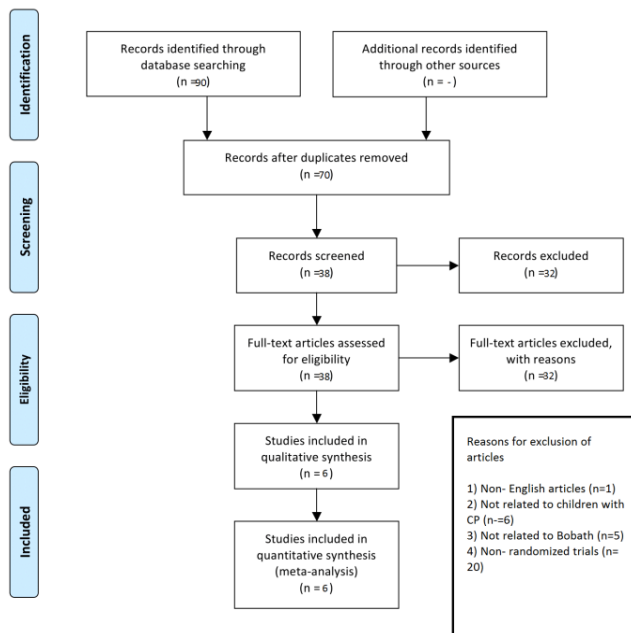 Identification
Records identified through
database searching
(n =90)
Additional records identified
through other sources
(n = - )
Records after duplicates removed
(n =70)
Screening
Records screened
(n =38)
Records excluded
(n =32)
Eligibility
Full-text articles assessed
for eligibility
(n =38)
Full-text articles excluded,
with reasons
(n =32)
Studies included in
qualitative synthesis
(n = 6)
Included
Studies included in
quantitative synthesis
(meta-analysis)
(n = 6)
Reasons for exclusion of
articles
1) Non- English articles (n=1)
2) Not related to children with
CP (n-=6)
3) Not related to Bobath (n=5)
4) Non- randomized trials (n=
20)